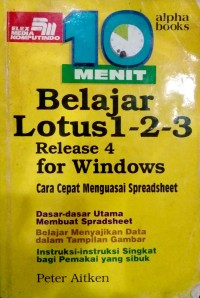 ELEX
MEDIA
KOMPUTINDO
alpha
books
10
MENIT
Belajar
Lotus 1-2-3
Release 4
for Windows
Cara Cepat Menguasai Spreadsheet
Dasar-dasar Utama
Membuat Spradsheet
Belajar Menyajikan Data
dalam Tampilan Gambar
Instruksi-instruksi Singkat
bagi Pemakai yang sibuk
Peter Aitken